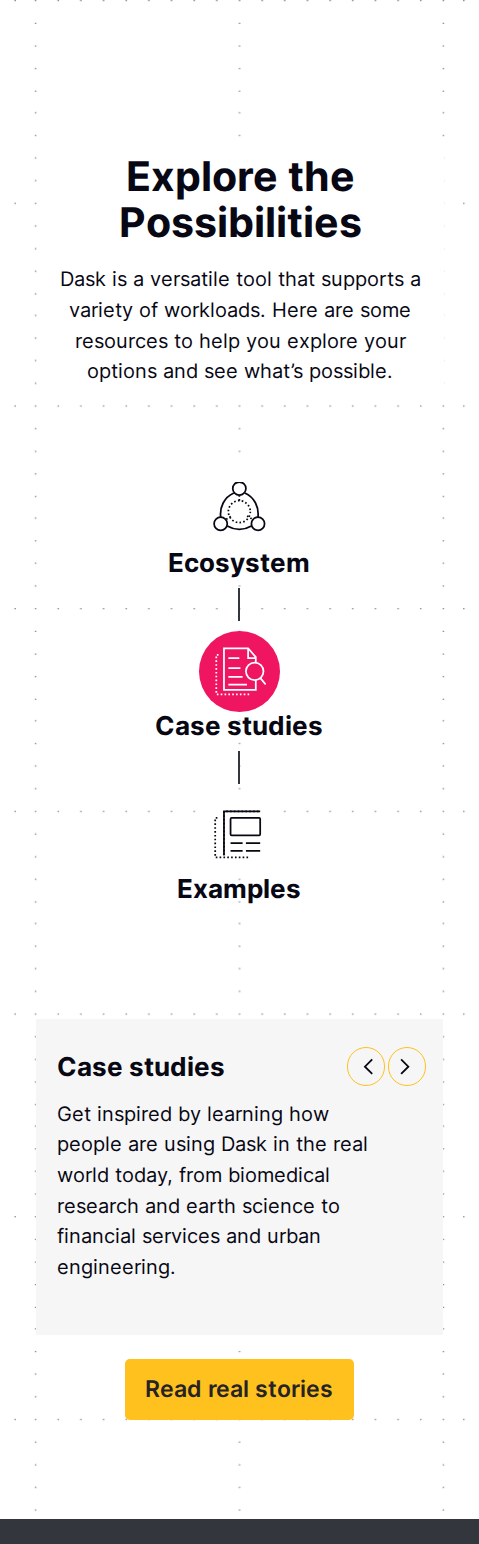 Explore the
Possibilities
Dask is a versatile tool that supports a
variety of workloads. Here are some
resources to help you explore your
options and see what’s possible.
Ecosystem
Case studies
Examples
Case studies
Get inspired by learning how
people are using Dask in the real
world today, from biomedical
research and earth science to
financial services and urban
engineering.
Read real stories